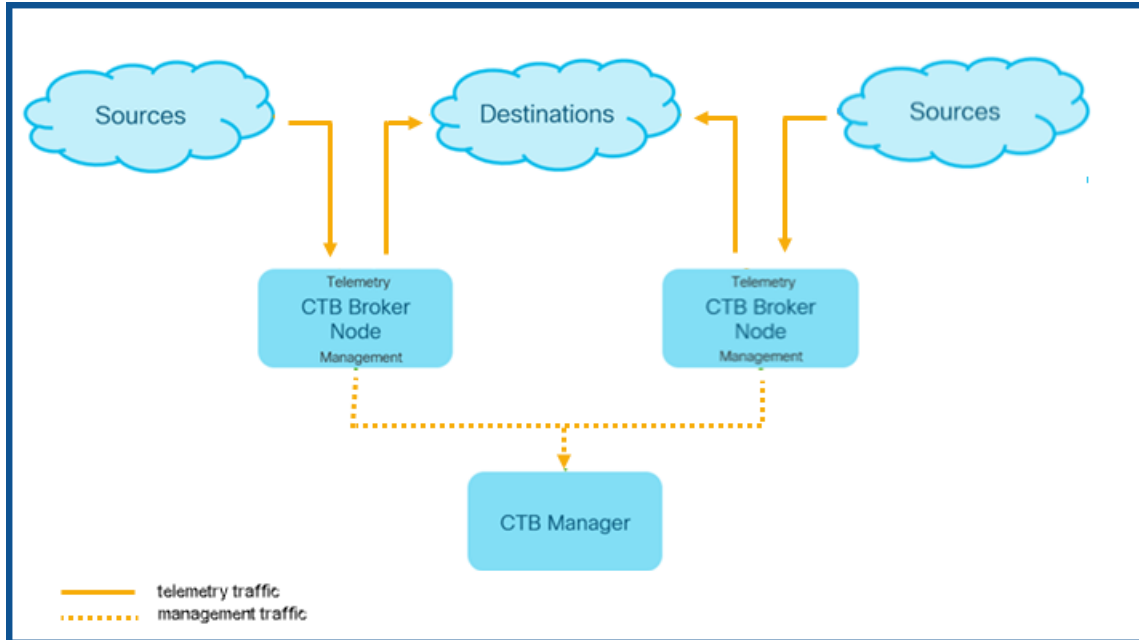 Sources
Destinations
Sources
Telemetry
CTB Broker
Node
Management
Telemetry
CTB Broker
Node
Management
CTB Manager
telemetry traffic
management traffic